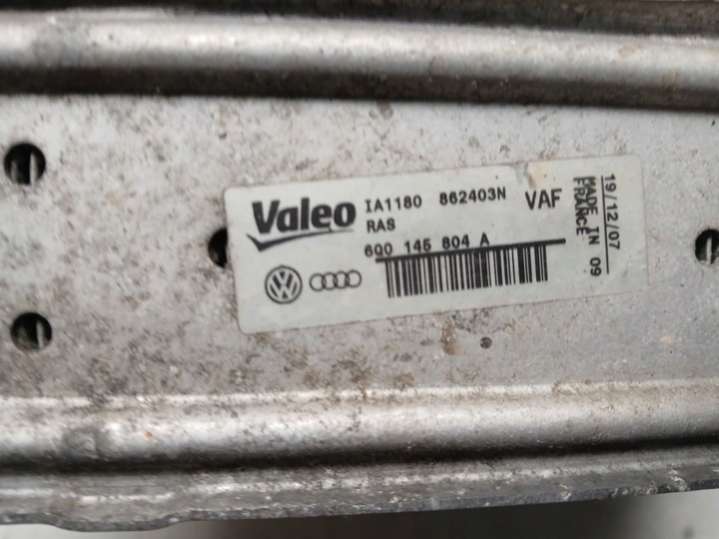 Valeo
IA1180 862403N VAF
RAS
6Q0 145 804 A
19/12/07
MADE IN 09
FRANCE